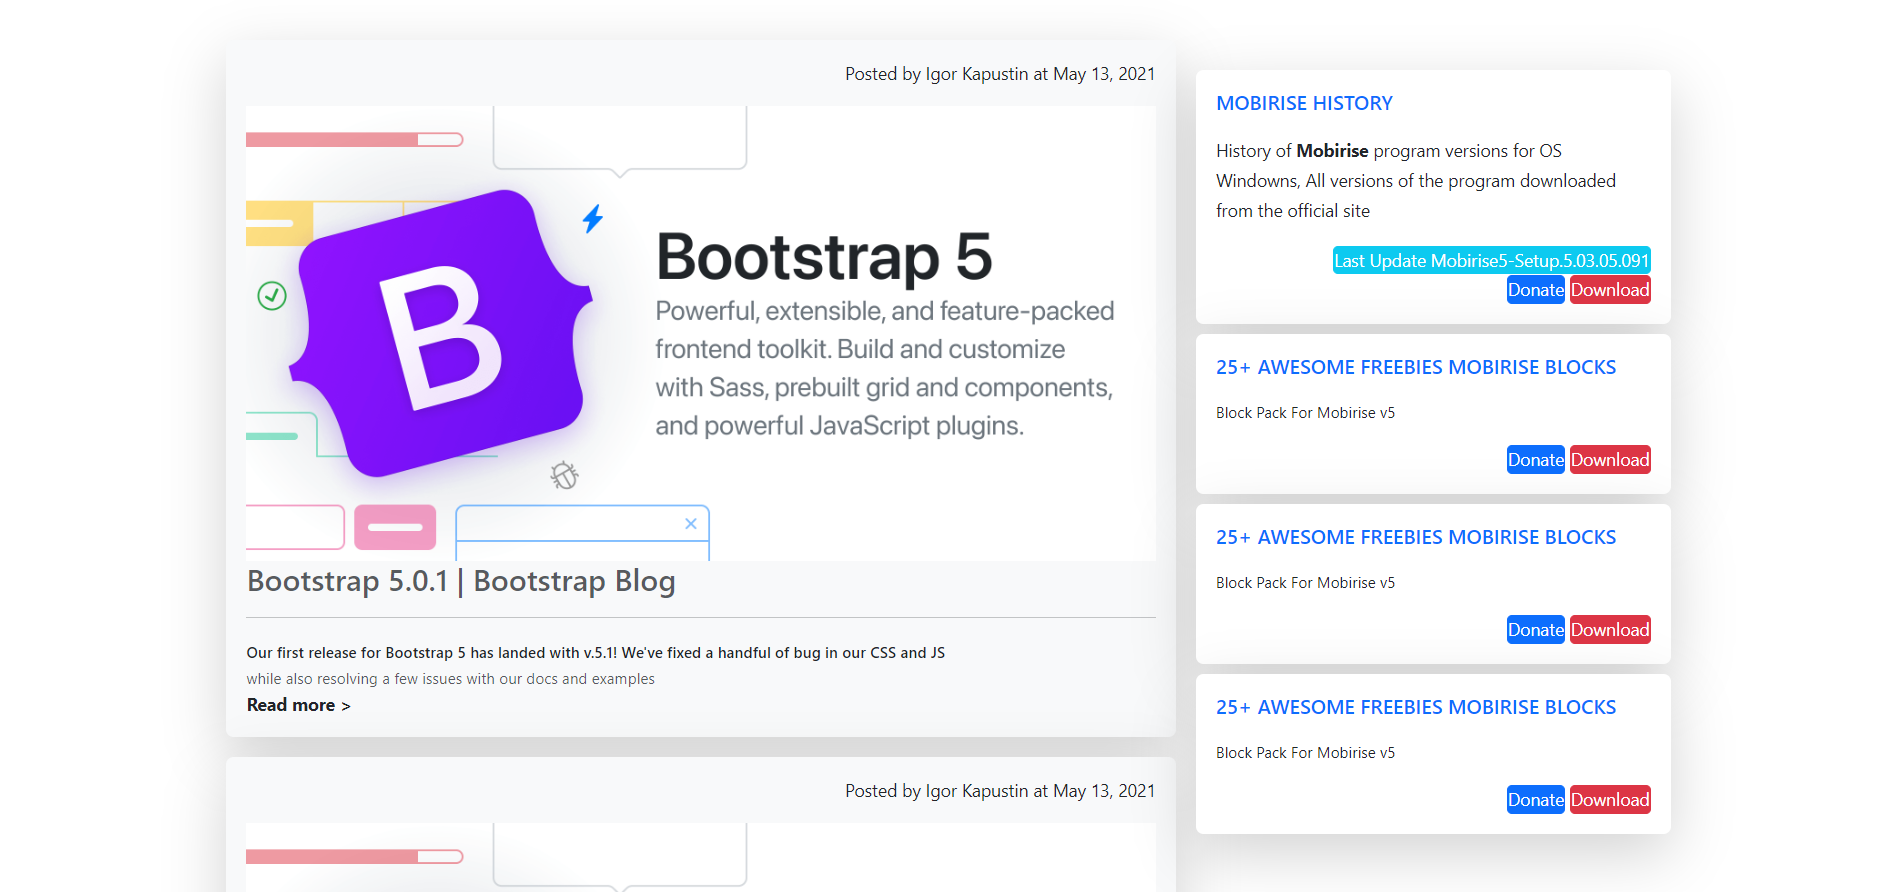 Posted by Igor Kapustin at May 13, 2021
B
Bootstrap 5
Powerful, extensible, and feature-packed
frontend toolkit. Build and customize
with Sass, prebuilt grid and components,
and powerful JavaScript plugins.
Bootstrap 5.0.1 | Bootstrap Blog
Our first release for Bootstrap 5 has landed with v.5.1! We've fixed a handful of bug in our CSS and JS
while also resolving a few issues with our docs and examples
Read more >
Posted by Igor Kapustin at May 13, 2021
MOBIRISE HISTORY
History of Mobirise program versions for OS
Windowns, All versions of the program downloaded
from the official site
Last Update Mobirise5-Setup.5.03.05.091
Donate Download
25+ AWESOME FREEBIES MOBIRISE BLOCKS
Block Pack For Mobirise v5
Donate Download
25+ AWESOME FREEBIES MOBIRISE BLOCKS
Block Pack For Mobirise v5
Donate Download
25+ AWESOME FREEBIES MOBIRISE BLOCKS
Block Pack For Mobirise v5
Donate Download